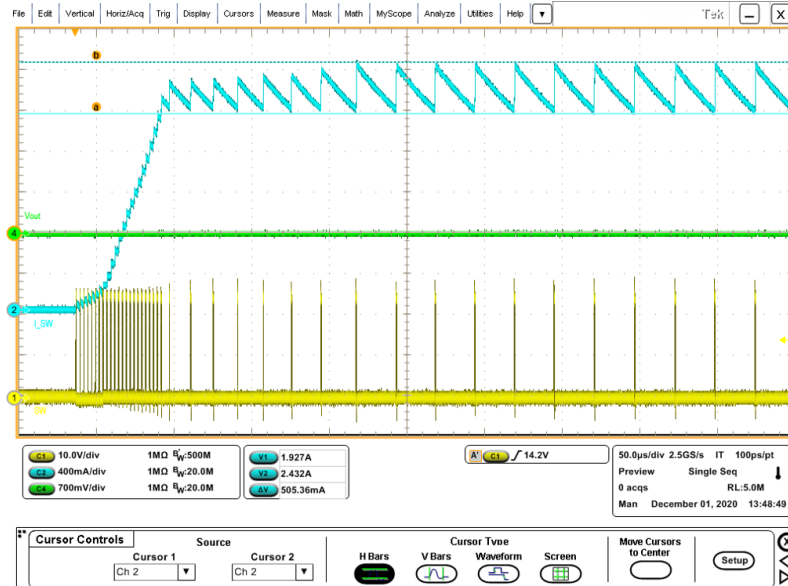 File Edit Vertical Horiz/Acq Trig Display Cursors Measure Mask Math MyScope Analyze Utilities Help Tek X
b
a
Vout
4
2
I_SW
1
SW
C1 10.0V/div 1MΩ BW:500M
C2 400mA/div 1MΩ BW:20.0M
C4 700mV/div 1MΩ BW:20.0M
V1 1.927A
V2 2.432A
ΔV 505.36mA
A' C1 14.2V
50.0µs/div 2.5GS/s IT 100ps/pt
Preview Single Seq
0 acqs RL:5.0M
Man December 01, 2020 13:48:49
Cursor Controls
Source
Cursor 1 Cursor 2
Ch 2 Ch 2
Cursor Type
H Bars V Bars Waveform Screen
Move Cursors
to Center
Setup
X